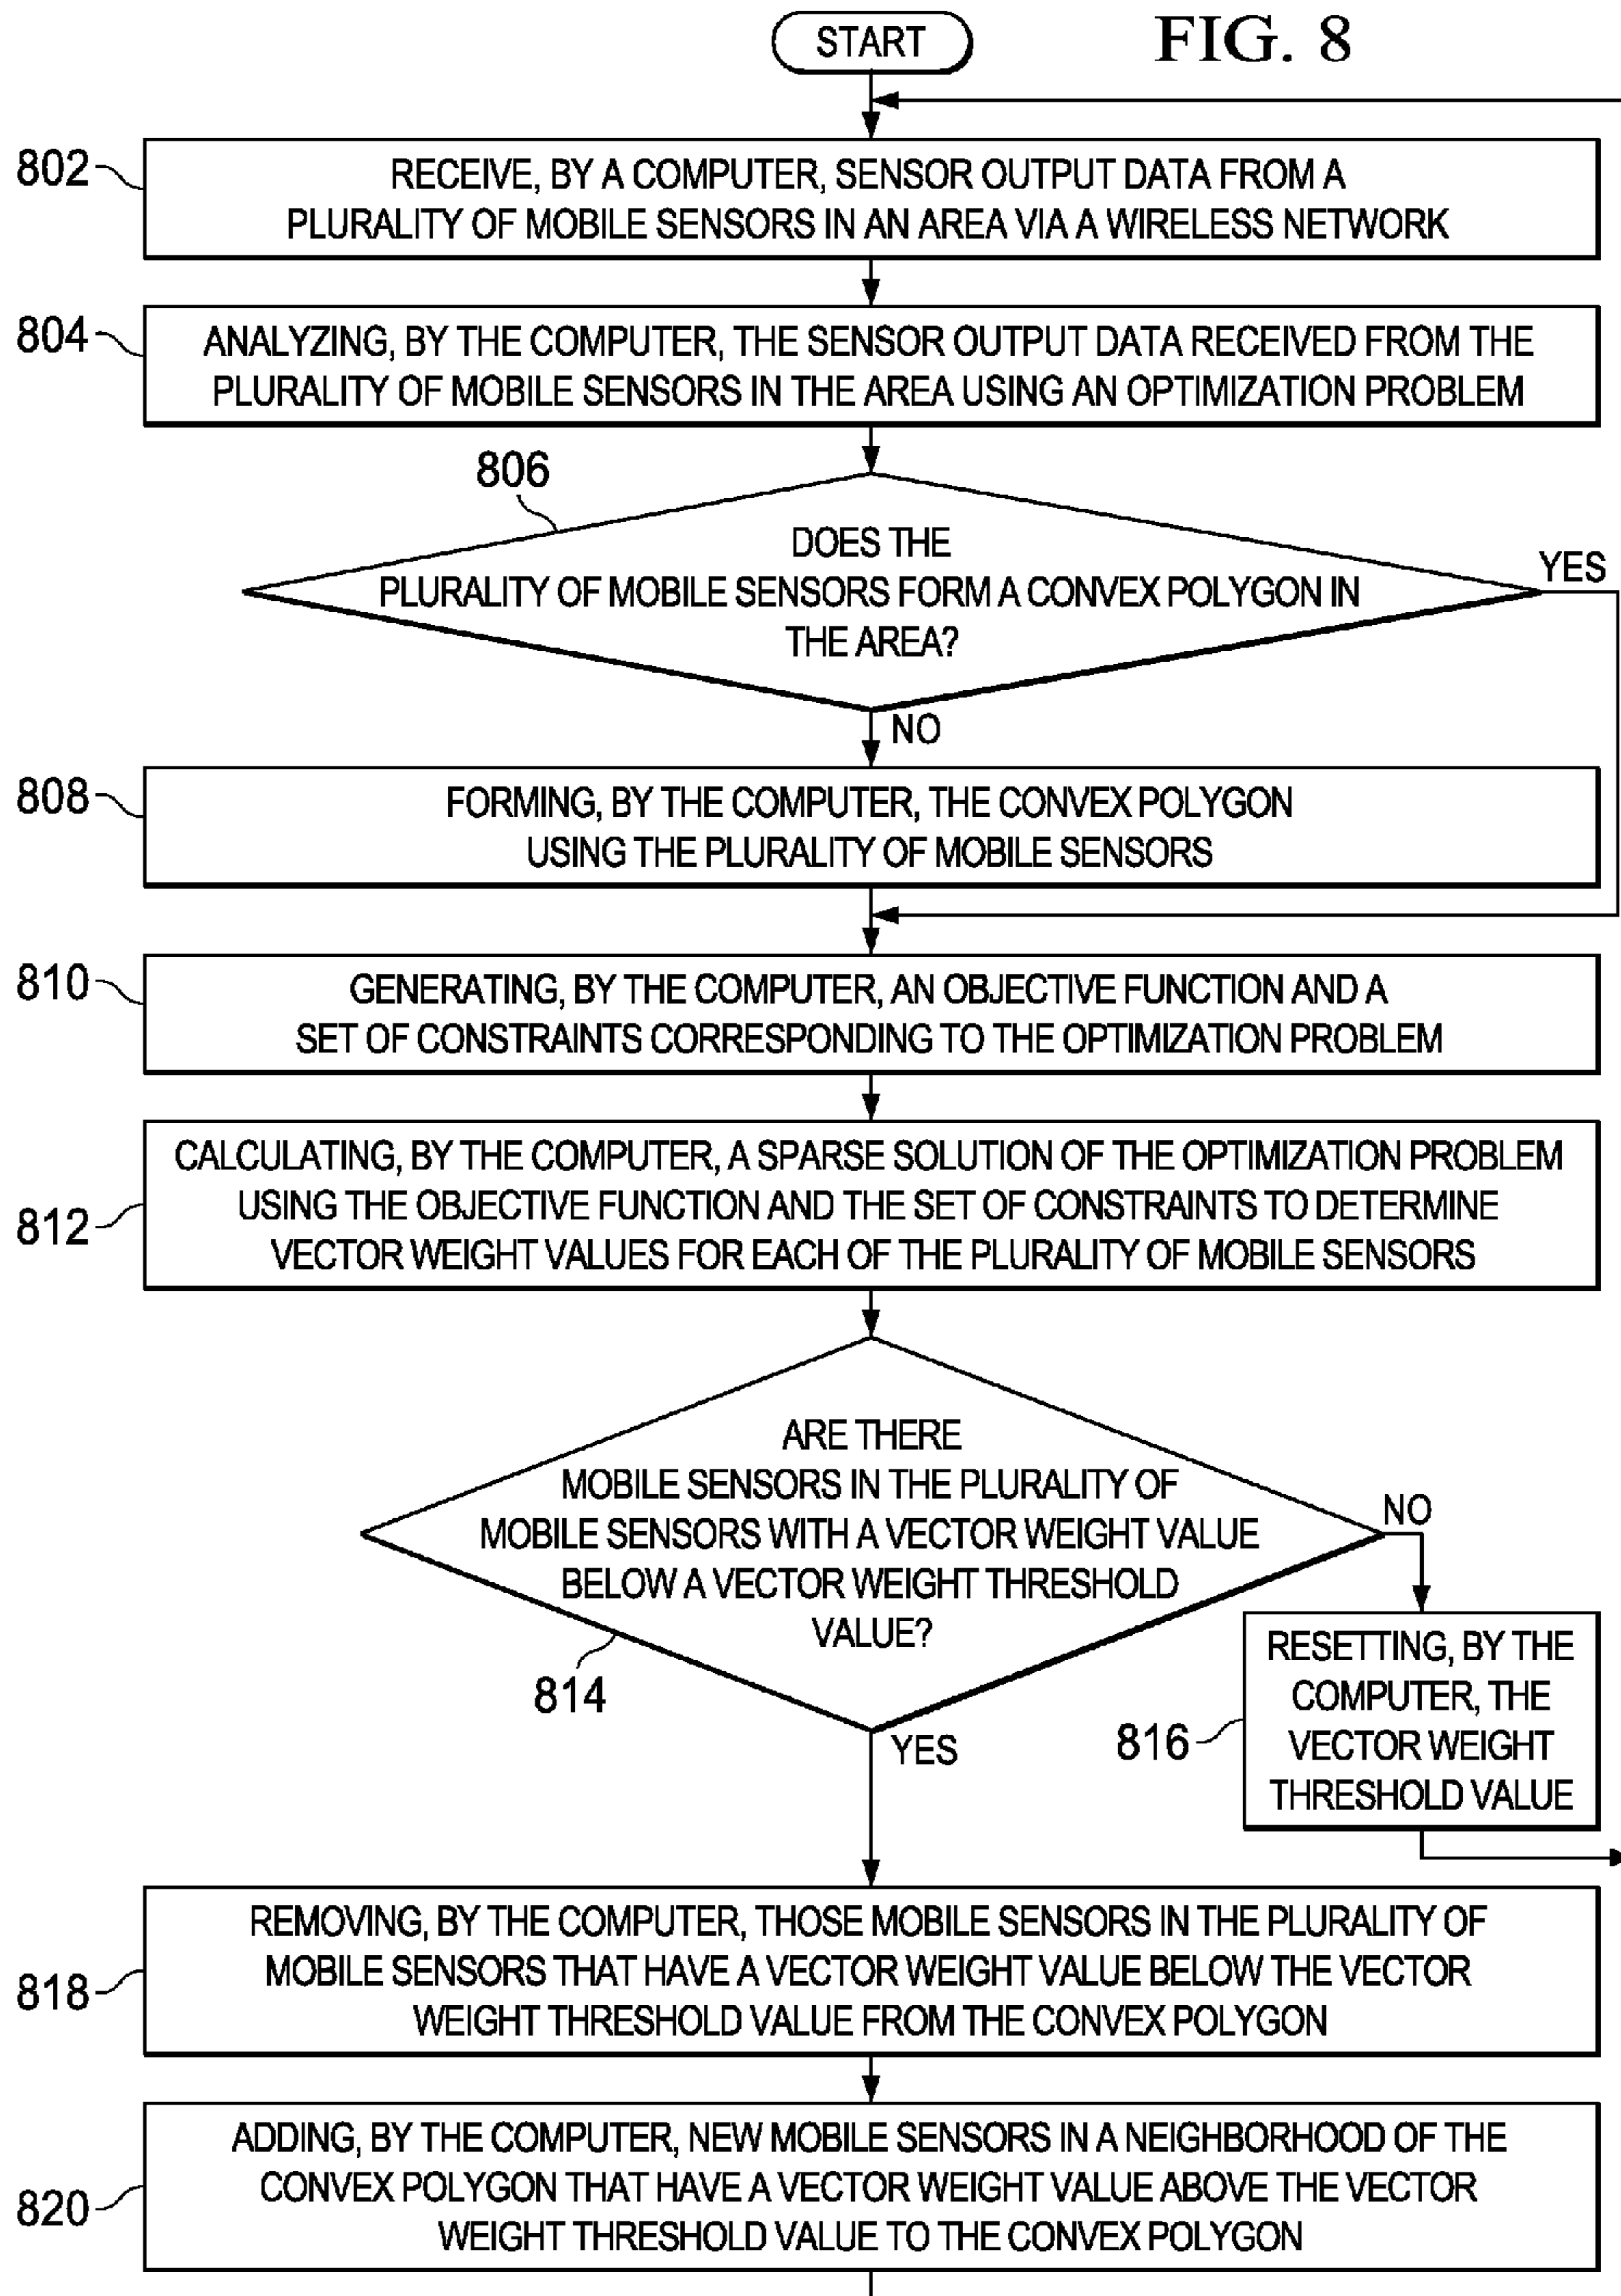 START
FIG. 8
802
RECEIVE, BY A COMPUTER, SENSOR OUTPUT DATA FROM A
PLURALITY OF MOBILE SENSORS IN AN AREA VIA A WIRELESS NETWORK
804
ANALYZING, BY THE COMPUTER, THE SENSOR OUTPUT DATA RECEIVED FROM THE
PLURALITY OF MOBILE SENSORS IN THE AREA USING AN OPTIMIZATION PROBLEM
806
DOES THE
PLURALITY OF MOBILE SENSORS FORM A CONVEX POLYGON IN
THE AREA?
YES
NO
808
FORMING, BY THE COMPUTER, THE CONVEX POLYGON
USING THE PLURALITY OF MOBILE SENSORS
810
GENERATING, BY THE COMPUTER, AN OBJECTIVE FUNCTION AND A
SET OF CONSTRAINTS CORRESPONDING TO THE OPTIMIZATION PROBLEM
812
CALCULATING, BY THE COMPUTER, A SPARSE SOLUTION OF THE OPTIMIZATION PROBLEM
USING THE OBJECTIVE FUNCTION AND THE SET OF CONSTRAINTS TO DETERMINE
VECTOR WEIGHT VALUES FOR EACH OF THE PLURALITY OF MOBILE SENSORS
ARE THERE
MOBILE SENSORS IN THE PLURALITY OF
MOBILE SENSORS WITH A VECTOR WEIGHT VALUE
BELOW A VECTOR WEIGHT THRESHOLD
VALUE?
NO
814
YES
816
RESETTING, BY THE
COMPUTER, THE
VECTOR WEIGHT
THRESHOLD VALUE
818
REMOVING, BY THE COMPUTER, THOSE MOBILE SENSORS IN THE PLURALITY OF
MOBILE SENSORS THAT HAVE A VECTOR WEIGHT VALUE BELOW THE VECTOR
WEIGHT THRESHOLD VALUE FROM THE CONVEX POLYGON
820
ADDING, BY THE COMPUTER, NEW MOBILE SENSORS IN A NEIGHBORHOOD OF THE
CONVEX POLYGON THAT HAVE A VECTOR WEIGHT VALUE ABOVE THE VECTOR
WEIGHT THRESHOLD VALUE TO THE CONVEX POLYGON